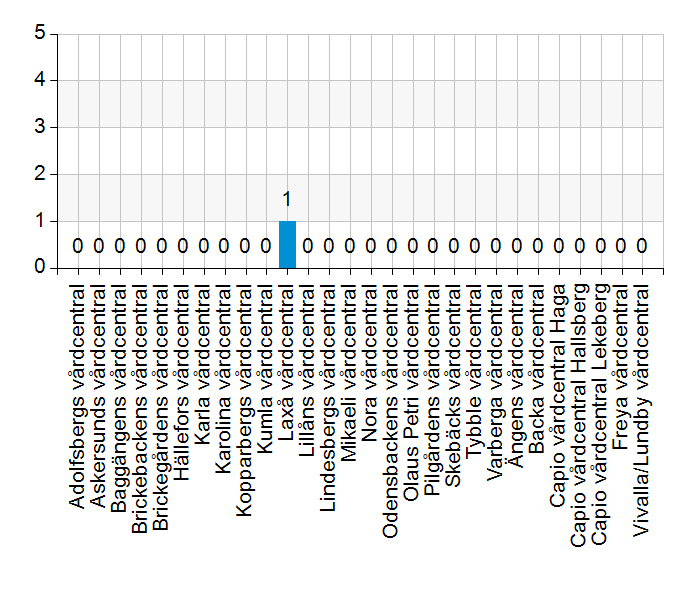 5
4
3
2
1
0
1
0 0 0 0 0 0 0 0 0 0 0 0 0 0 0 0 0 0 0 0 0 0 0 0 0 0 0
Adolfsbergs vårdcentral
Askersunds vårdcentral
Baggängens vårdcentral
Brickebackens vårdcentral
Brickegårdens vårdcentral
Hällefors vårdcentral
Karla vårdcentral
Karolina vårdcentral
Kopparbergs vårdcentral
Kumla vårdcentral
Laxå vårdcentral
Lillåns vårdcentral
Lindesbergs vårdcentral
Mikaeli vårdcentral
Nora vårdcentral
Odensbackens vårdcentral
Olaus Petri vårdcentral
Pilgårdens vårdcentral
Skebäcks vårdcentral
Tybble vårdcentral
Varberga vårdcentral
Ängens vårdcentral
Backa vårdcentral
Capio vårdcentral Haga
Capio vårdcentral Hallsberg
Capio vårdcentral Lekeberg
Freya vårdcentral
Vivalla/Lundby vårdcentral